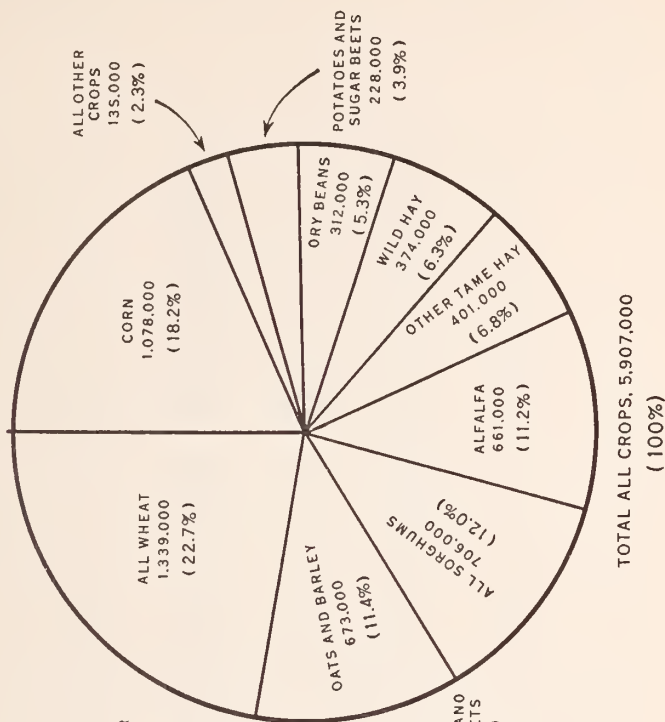 ALL OTHER
CROPS
135.000
(2.3%)
POTATOES AND
SUGAR BEETS
228.000
(3.9%)
CORN
1.078.000
(18.2%)
ORY BEANS
312.000
(5.3%)
WILD HAY
374.000
(6.3%)
OTHER TAME HAY
401.000
(6.8%)
ALFALFA
661.000
(11.2%)
ALL SORGHUMS
706.000
(12.0%)
OATS AND BARLEY
673.000
(11.4%)
ALL WHEAT
1.339.000
(22.7%)
ANO
ETS
TOTAL ALL CROPS, 5,907,000
(100%)